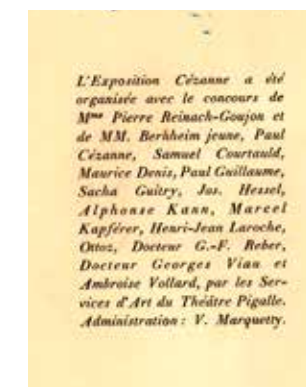 L'Exposition Cézanne a été
organisée avec le concours de
Mme Pierre Reinach-Goujon et
de MM. Berhheim jeune, Paul
Cézanne, Samuel Courtauld,
Maurice Denis, Paul Guillaume,
Sacha Guitry, Jos. Hessel,
Alphonse Kann, Marcel
Kapférer, Henri-Jean Laroche,
Ottoz, Docteur G.-F. Reber,
Docteur Georges Viau et
Ambroise Vollard, par les Ser-
vices d'Art du Théâtre Pigalle.
Administration : V. Marquetty.